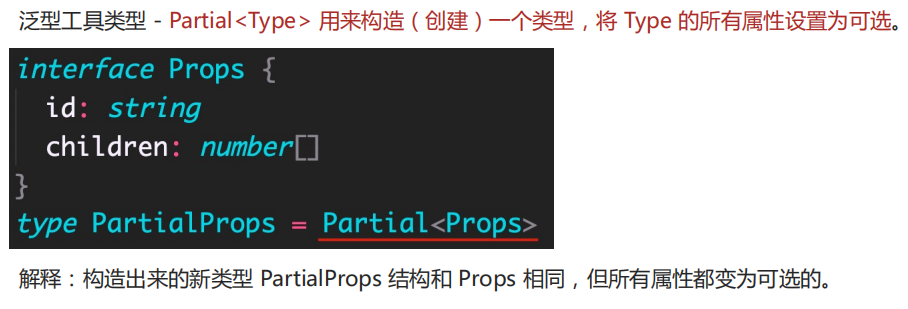 泛型工具类型 - Partial<Type> 用来构造（创建）一个类型，将 Type 的所有属性设置为可选。
interface Props {
  id: string
  children: number[]
}
type PartialProps = Partial<Props>
解释：构造出来的新类型 PartialProps 结构和 Props 相同，但所有属性都变为可选的。